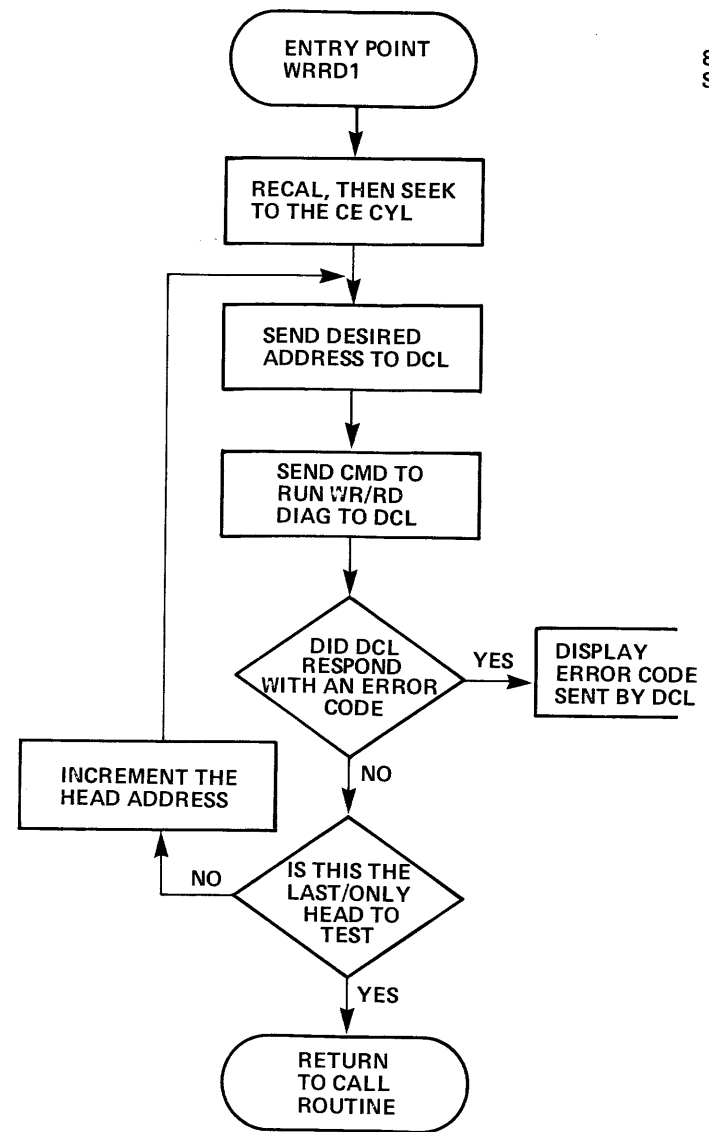 ENTRY POINT
WRRD1
RECAL, THEN SEEK
TO THE CE CYL
SEND DESIRED
ADDRESS TO DCL
SEND CMD TO
RUN WR/RD
DIAG TO DCL
DID DCL
RESPOND
WITH AN ERROR
CODE
YES
DISPLAY
ERROR CODE
SENT BY DCL
NO
INCREMENT THE
HEAD ADDRESS
IS THIS THE
LAST/ONLY
HEAD TO
TEST
NO
YES
RETURN
TO CALL
ROUTINE